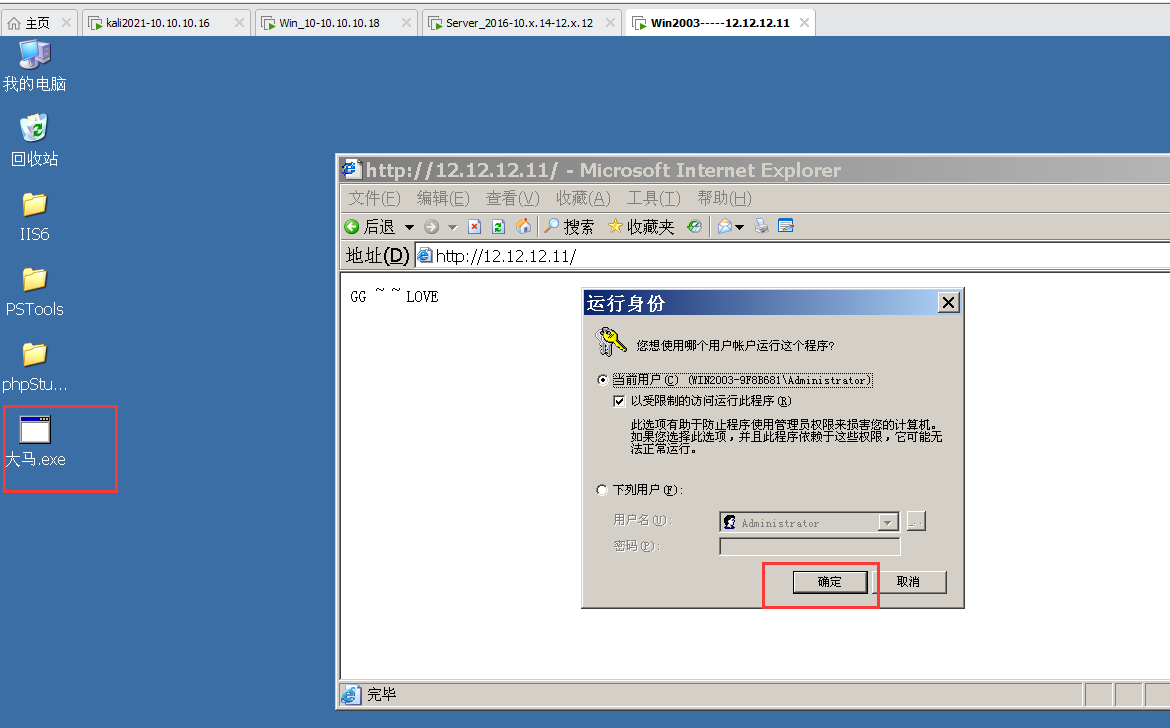 主页
kali2021-10.10.10.16
Win_10-10.10.10.18
Server_2016-10.x.14-12.x.12
Win2003-----12.12.12.11
我的电脑
回收站
IIS6
PSTools
phpStu...
大马.exe
http://12.12.12.11/ - Microsoft Internet Explorer
文件(F) 编辑(E) 查看(V) 收藏(A) 工具(T) 帮助(H)
后退 搜索 收藏夹
地址(D) http://12.12.12.11/
GG ~ ~ LOVE
运行身份
您想使用哪个用户帐户运行这个程序?
当前用户(C) (WIN2003-9F8B681\Administrator)
以受限制的访问运行此程序(R)
此选项有助于防止程序使用管理员权限来损害您的计算机。
如果您选择此选项，并且此程序依赖于这些权限，它可能无
法正常运行。
下列用户(F):
用户名(U): Administrator ...
密码(P):
确定 取消
完毕